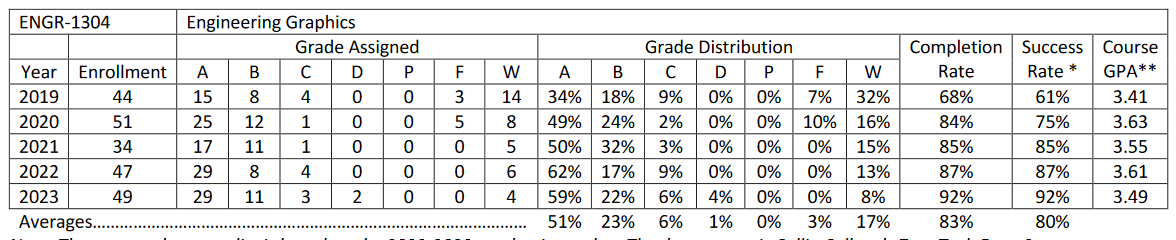 ENGR-1304 Engineering Graphics
Grade Assigned Grade Distribution Completion Success Course
Year Enrollment A B C D P F W A B C D P F W Rate Rate * GPA**
2019 44 15 8 4 0 0 3 14 34% 18% 9% 0% 0% 7% 32% 68% 61% 3.41
2020 51 25 12 1 0 0 5 8 49% 24% 2% 0% 0% 10% 16% 84% 75% 3.63
2021 34 17 11 1 0 0 0 5 50% 32% 3% 0% 0% 0% 15% 85% 85% 3.55
2022 47 29 8 4 0 0 0 6 62% 17% 9% 0% 0% 0% 13% 87% 87% 3.61
2023 49 29 11 3 2 0 0 4 59% 22% 6% 4% 0% 0% 8% 92% 92% 3.49
Averages........................................................................................................ 51% 23% 6% 1% 0% 3% 17% 83% 80%